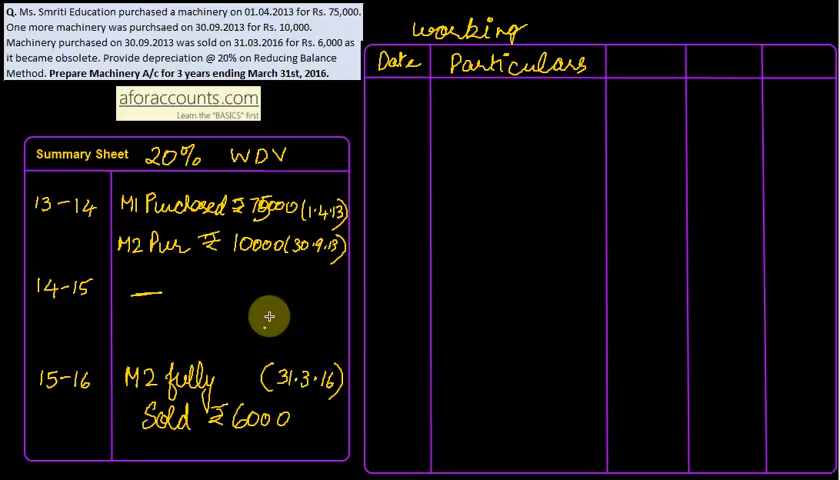 Q. Ms. Smriti Education purchased a machinery on 01.04.2013 for Rs. 75,000.
One more machinery was purchsaed on 30.09.2013 for Rs. 10,000.
Machinery purchased on 30.09.2013 was sold on 31.03.2016 for Rs. 6,000 as
it became obsolete. Provide depreciation @ 20% on Reducing Balance
Method. Prepare Machinery A/c for 3 years ending March 31st, 2016.
aforaccounts.com
Learn the "BASICS" first
Summary Sheet 20% WDV
13-14 M1 Purchased ₹ 75000 (1.4.13)
M2 Pur ₹ 10000 (30.9.13)
14-15 —
15-16 M2 fully (31.3.16)
Sold ₹ 6000
working
Date Particulars